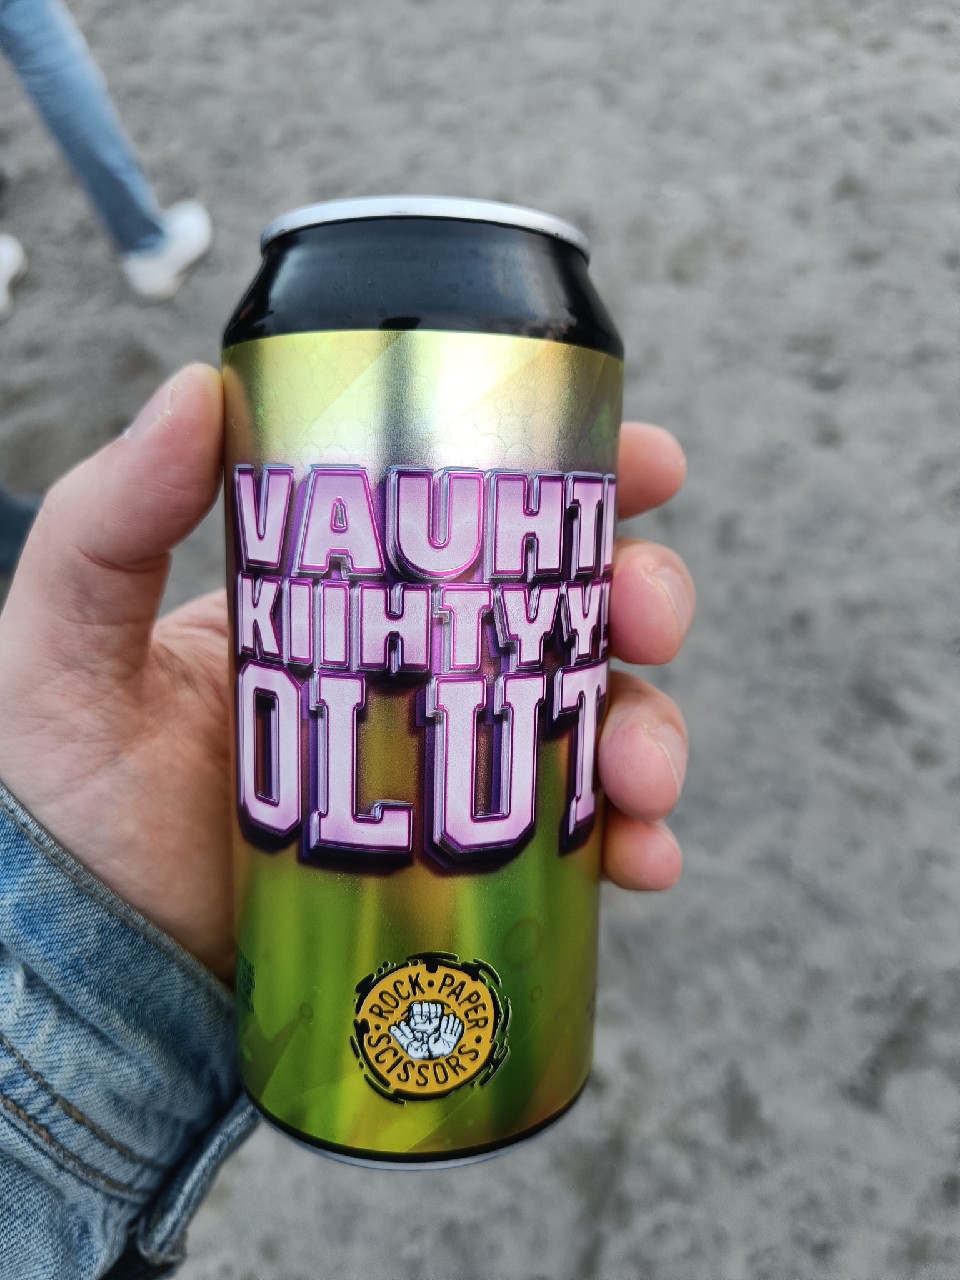 VAUHTI
KIIHTYY
OLUT
ROCK · PAPER
· SCISSORS ·